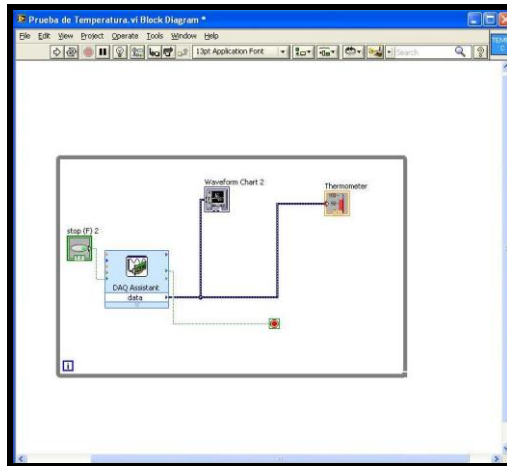 Prueba de Temperatura.vi Block Diagram *
File Edit View Project Operate Tools Window Help
13pt Application Font
Search
Waveform Chart 2
Thermometer
stop (F) 2
DAQ Assistant
data
i